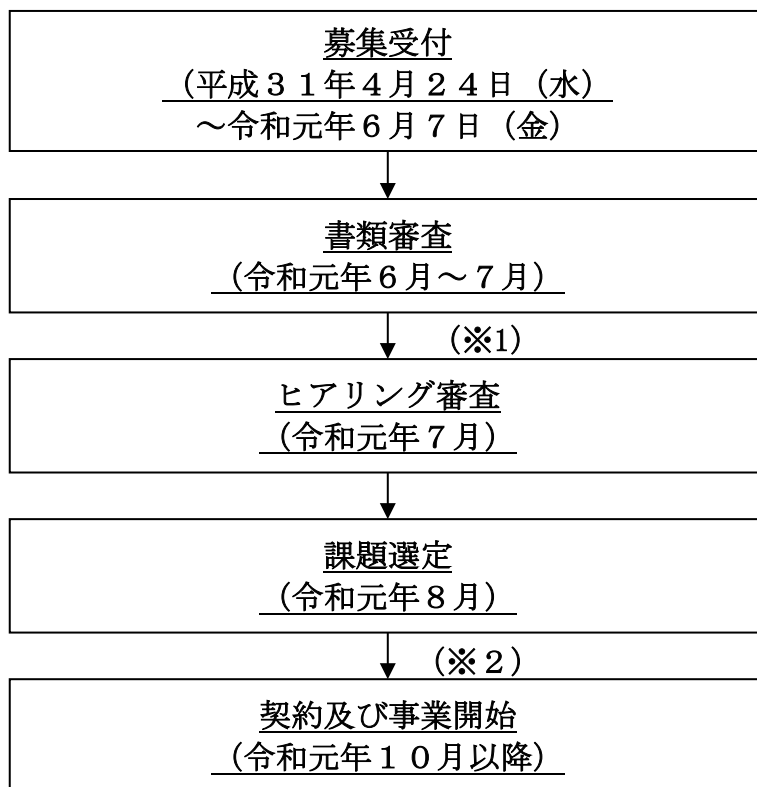 募集受付
（平成３１年４月２４日（水）
～令和元年６月７日（金）
書類審査
（令和元年６月～７月）
（※1）
ヒアリング審査
（令和元年７月）
課題選定
（令和元年８月）
（※２）
契約及び事業開始
（令和元年１０月以降）